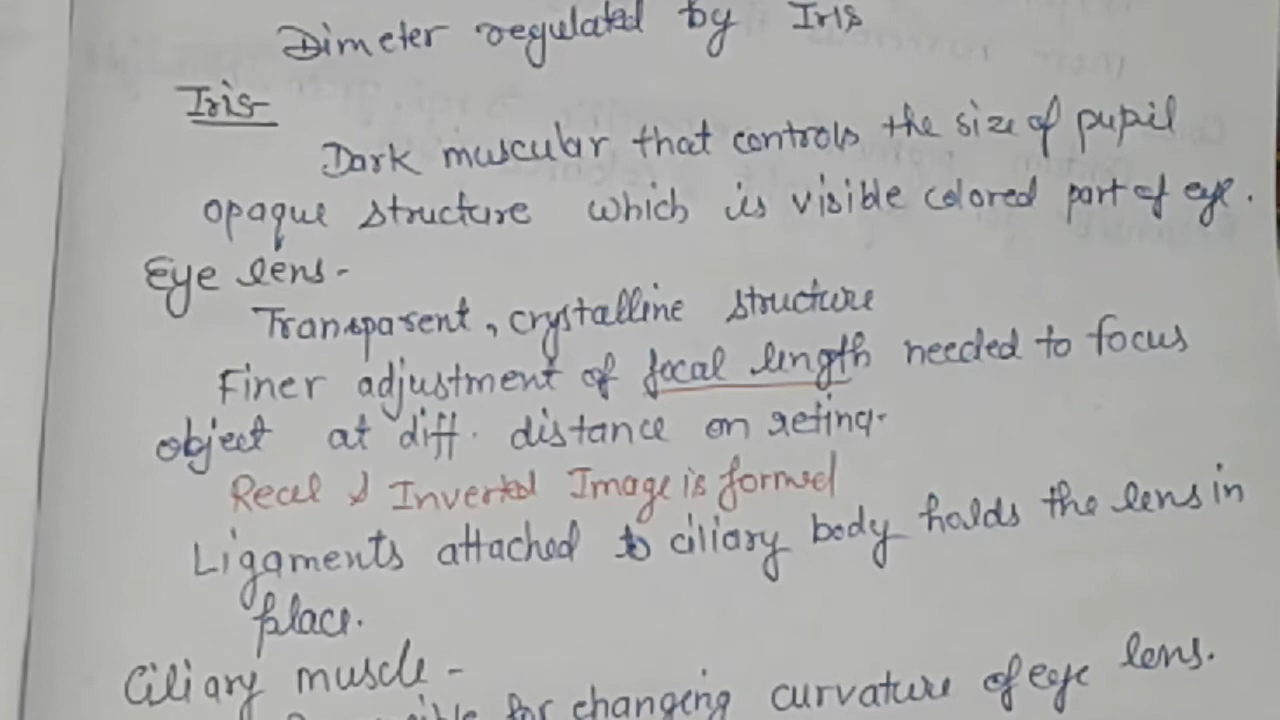 Dimeter regulated by Iris
Iris-
Dark muscular that controls the size of pupil
opaque structure which is visible colored part of eye.
Eye lens-
Transparent, crystalline structure
Finer adjustment of focal length needed to focus
object at diff. distance on retina.
Recel & Inverted Image is formed
Ligaments attached to ciliary body holds the lens in
place.
Ciliary muscle-
for changing curvature of eye lens.